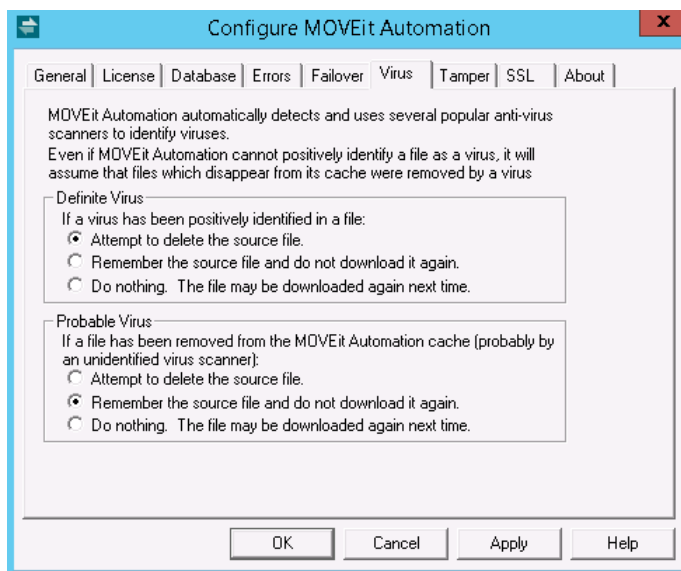 Configure MOVEit Automation
x
General License Database Errors Failover Virus Tamper SSL About
MOVEit Automation automatically detects and uses several popular anti-virus
scanners to identify viruses.
Even if MOVEit Automation cannot positively identify a file as a virus, it will
assume that files which disappear from its cache were removed by a virus
Definite Virus
If a virus has been positively identified in a file:
Attempt to delete the source file.
Remember the source file and do not download it again.
Do nothing. The file may be downloaded again next time.
Probable Virus
If a file has been removed from the MOVEit Automation cache (probably by
an unidentified virus scanner):
Attempt to delete the source file.
Remember the source file and do not download it again.
Do nothing. The file may be downloaded again next time.
OK Cancel Apply Help